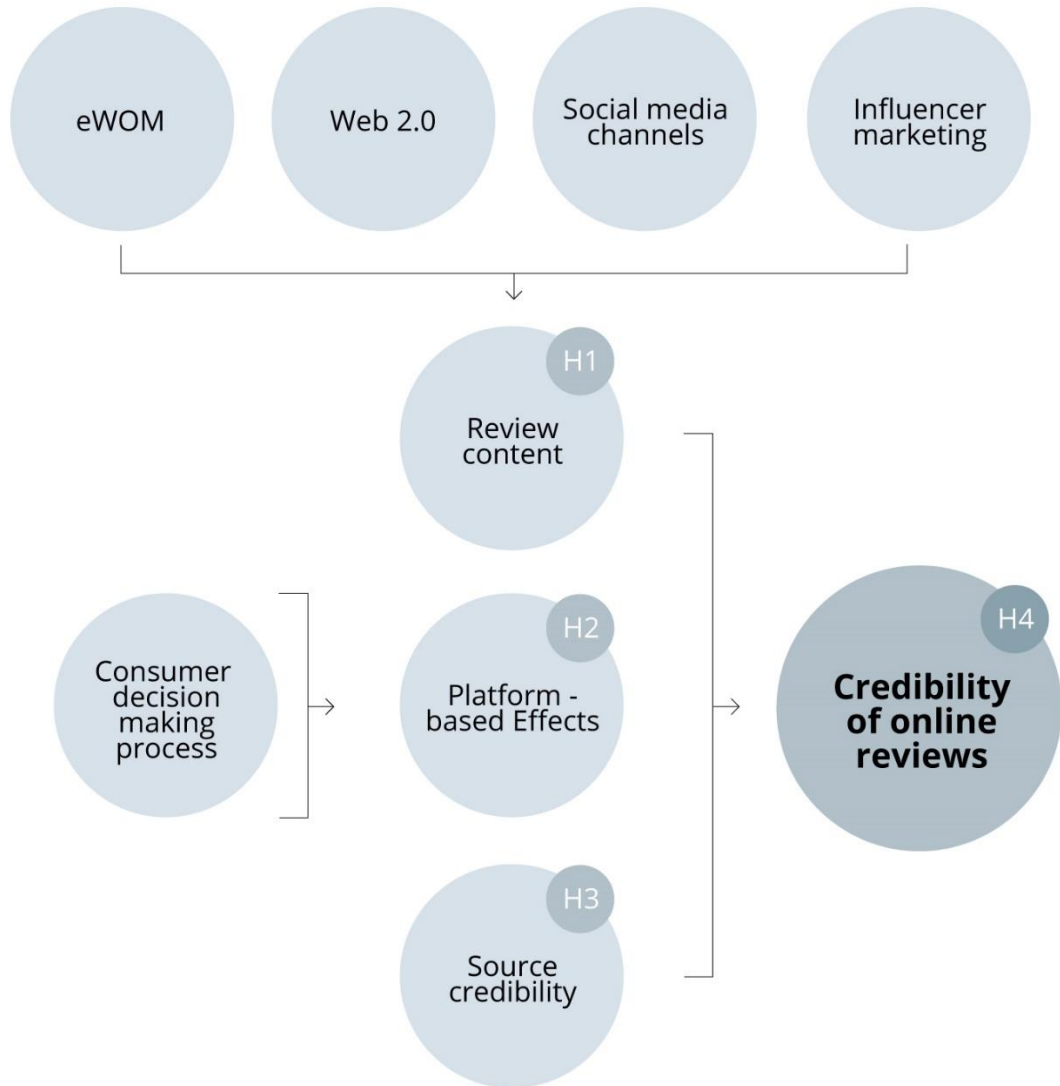 eWOM
Web 2.0
Social media
channels
Influencer
marketing
H1
Review
content
Consumer
decision
making
process
H2
Platform -
based Effects
H4
Credibility
of online
reviews
H3
Source
credibility